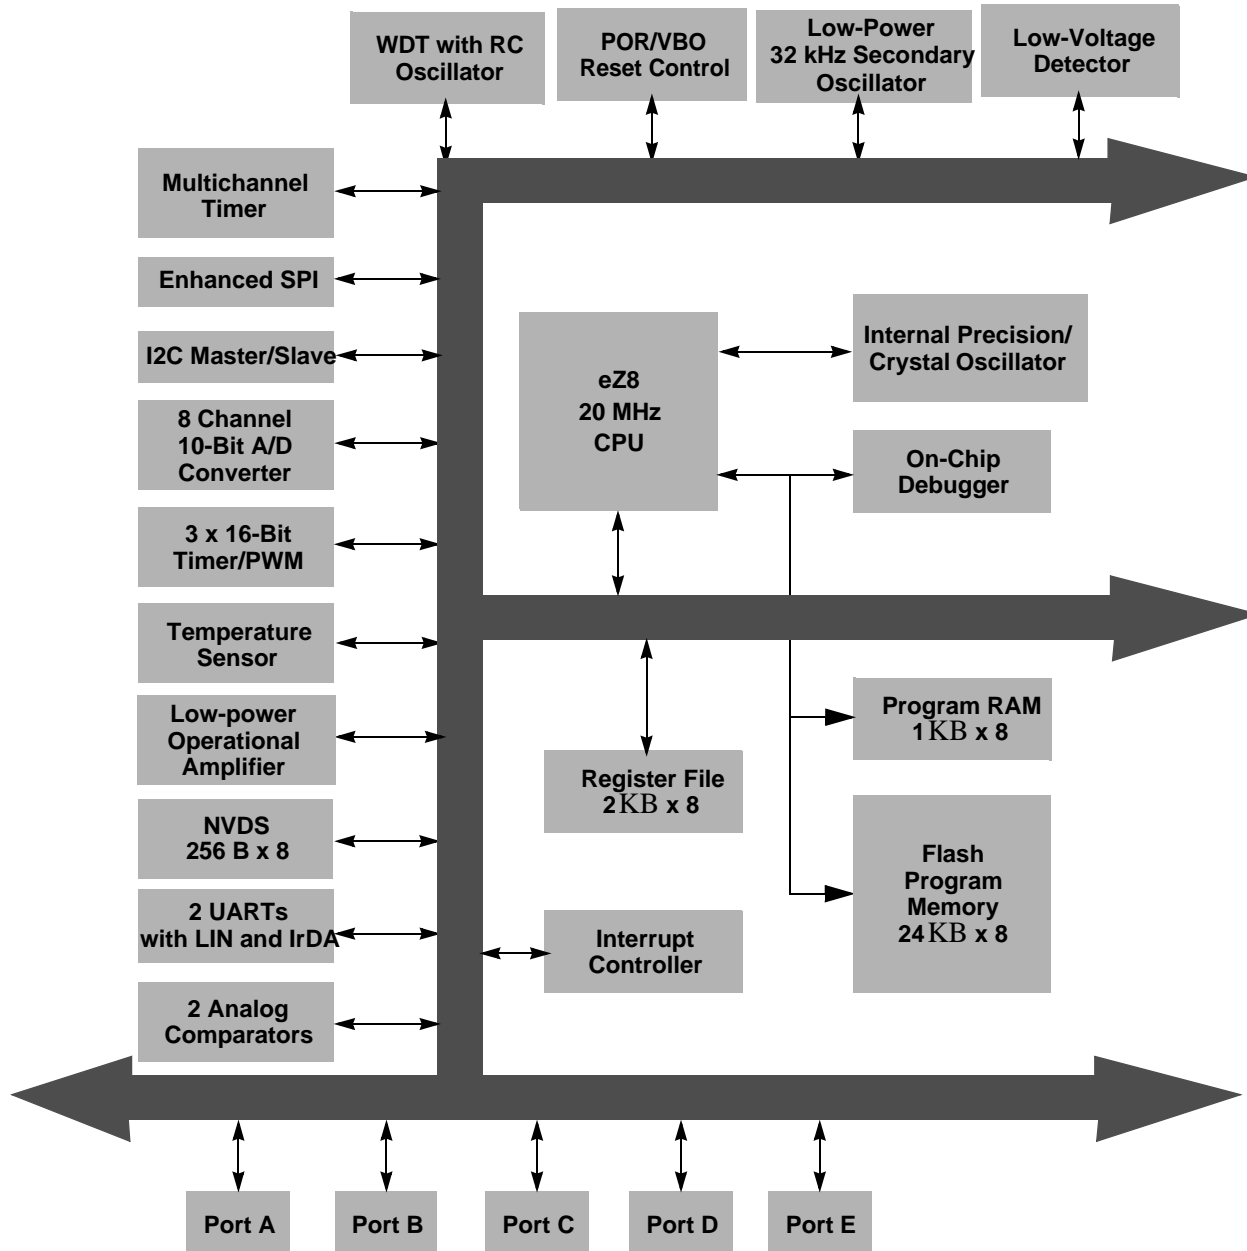 WDT with RC
Oscillator
POR/VBO
Reset Control
Low-Power
32 kHz Secondary
Oscillator
Low-Voltage
Detector
Multichannel
Timer
Enhanced SPI
I2C Master/Slave
8 Channel
10-Bit A/D
Converter
3 x 16-Bit
Timer/PWM
Temperature
Sensor
Low-power
Operational
Amplifier
NVDS
256 B x 8
2 UARTs
with LIN and IrDA
2 Analog
Comparators
eZ8
20 MHz
CPU
Internal Precision/
Crystal Oscillator
On-Chip
Debugger
Register File
2KB x 8
Program RAM
1KB x 8
Flash
Program
Memory
24KB x 8
Interrupt
Controller
Port A
Port B
Port C
Port D
Port E